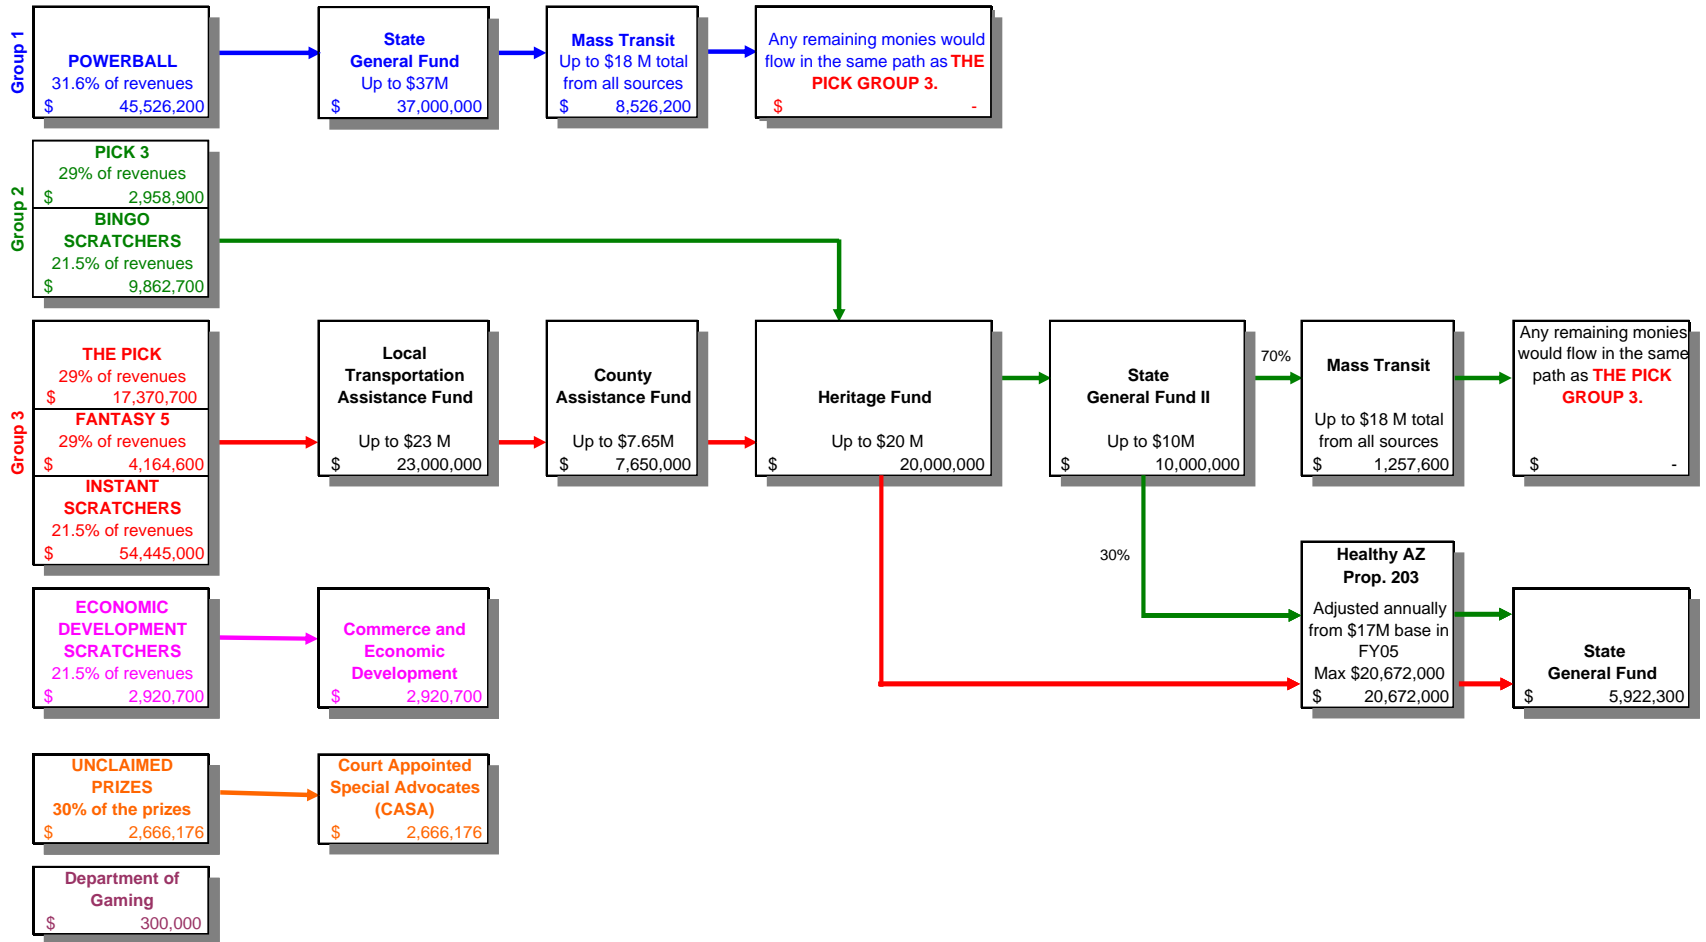 Group 1
POWERBALL
31.6% of revenues
$ 45,526,200
State
General Fund
Up to $37M
$ 37,000,000
Mass Transit
Up to $18 M total
from all sources
$ 8,526,200
Any remaining monies would
flow in the same path as THE
PICK GROUP 3.
$ -
Group 2
PICK 3
29% of revenues
$ 2,958,900
BINGO
SCRATCHERS
21.5% of revenues
$ 9,862,700
Group 3
THE PICK
29% of revenues
$ 17,370,700
FANTASY 5
29% of revenues
$ 4,164,600
INSTANT
SCRATCHERS
21.5% of revenues
$ 54,445,000
Local
Transportation
Assistance Fund
Up to $23 M
$ 23,000,000
County
Assistance Fund
Up to $7.65M
$ 7,650,000
Heritage Fund
Up to $20 M
$ 20,000,000
State
General Fund II
Up to $10M
$ 10,000,000
70%
Mass Transit
Up to $18 M total
from all sources
$ 1,257,600
Any remaining monies
would flow in the same
path as THE PICK
GROUP 3.
$ -
30%
Healthy AZ
Prop. 203
Adjusted annually
from $17M base in
FY05
Max $20,672,000
$ 20,672,000
State
General Fund
$ 5,922,300
ECONOMIC
DEVELOPMENT
SCRATCHERS
21.5% of revenues
$ 2,920,700
Commerce and
Economic
Development
$ 2,920,700
UNCLAIMED
PRIZES
30% of the prizes
$ 2,666,176
Court Appointed
Special Advocates
(CASA)
$ 2,666,176
Department of
Gaming
$ 300,000